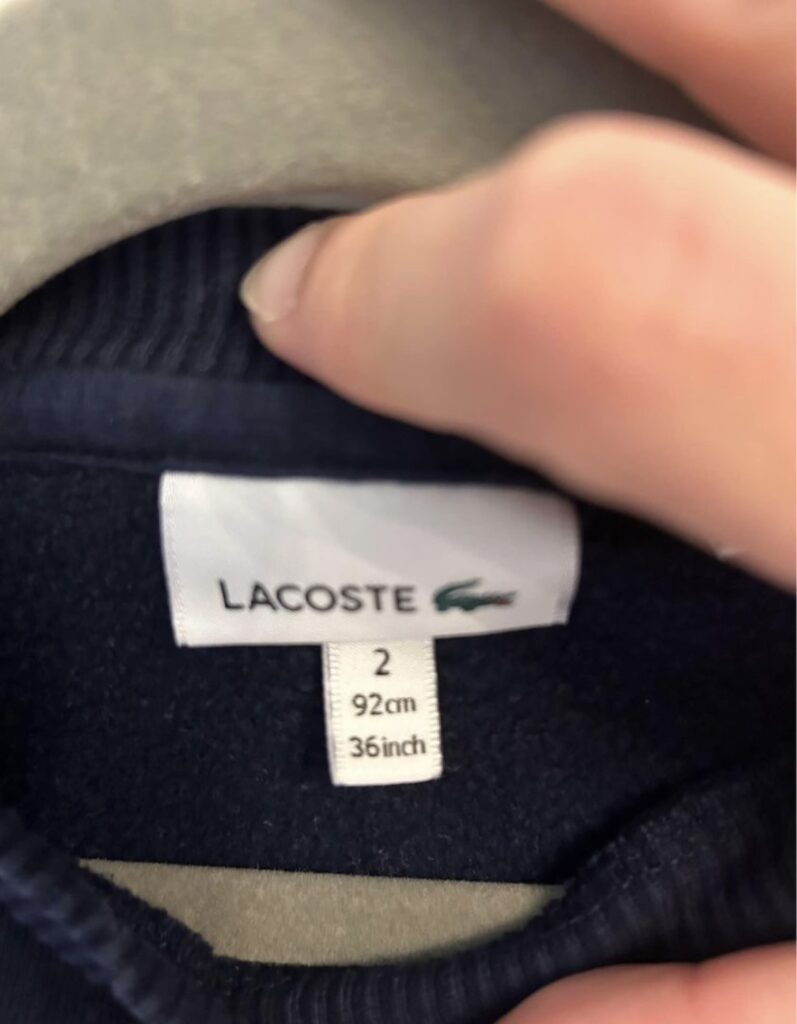 LACOSTE
2
92cm
36inch